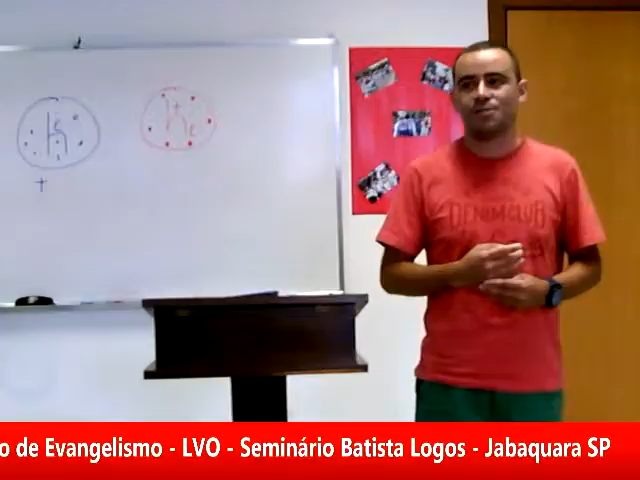 DENIMCLUB
o de Evangelismo - LVO - Seminário Batista Logos - Jabaquara SP